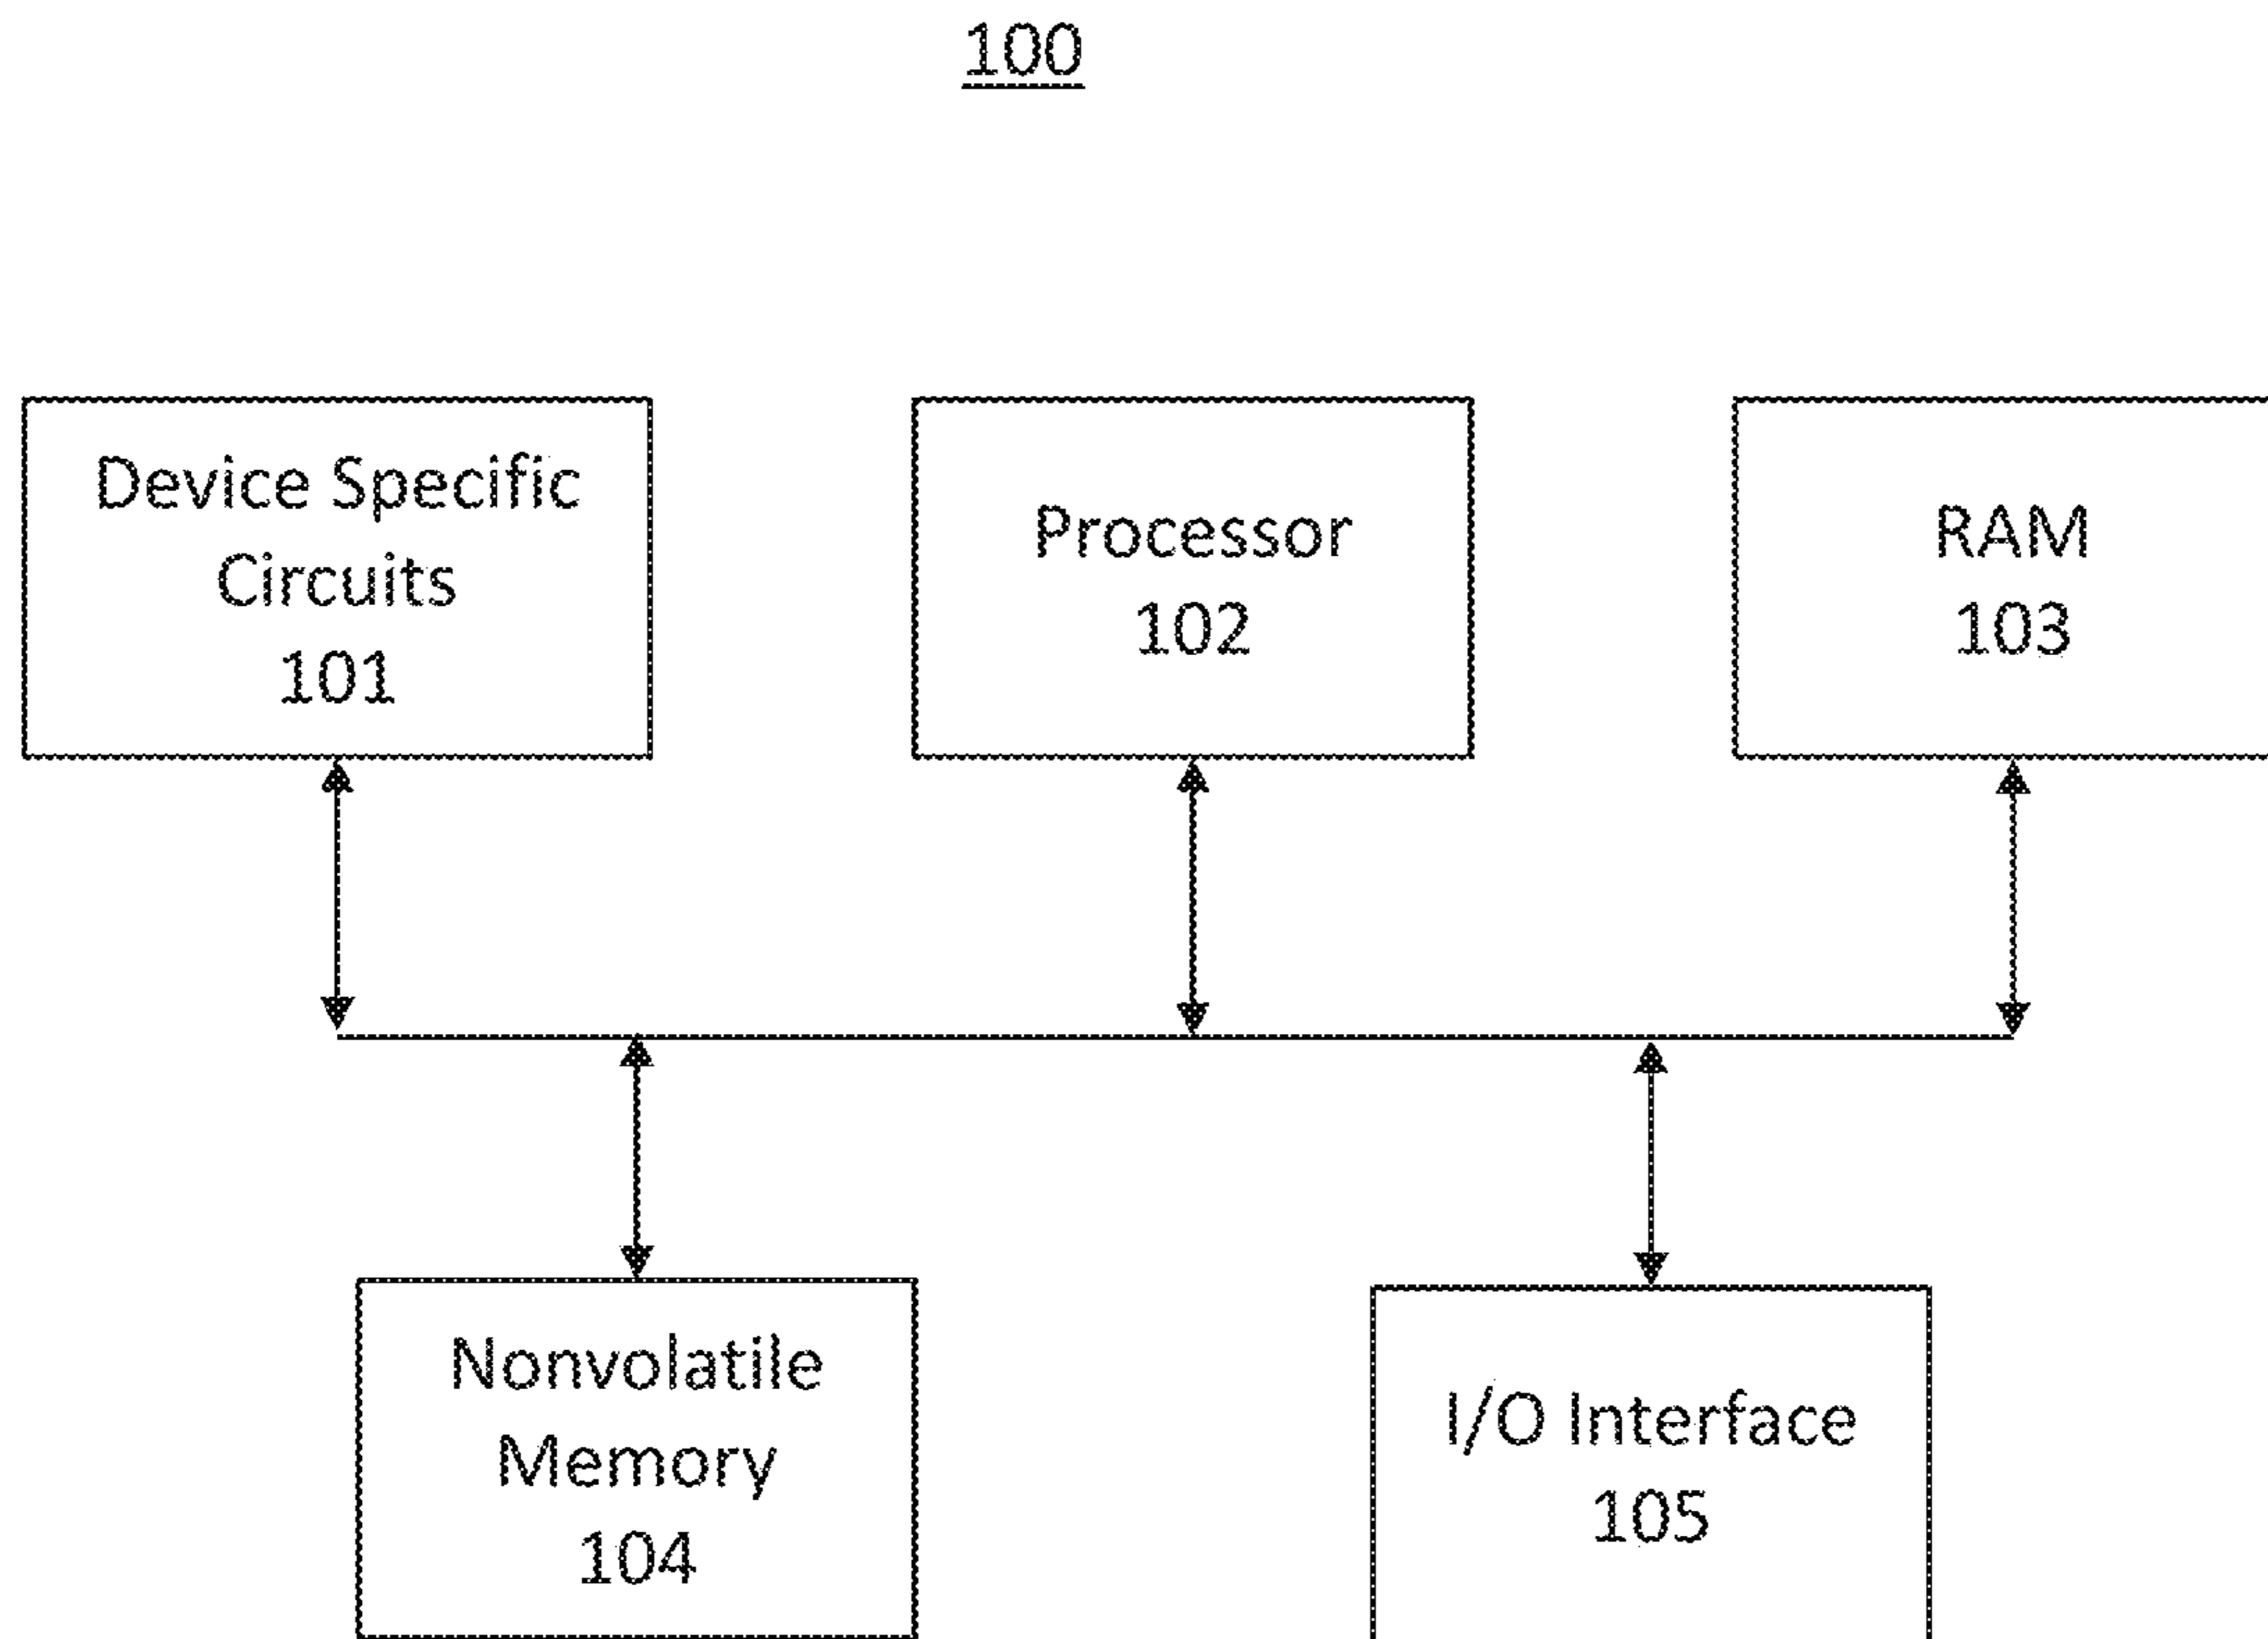 100
Device Specific
Circuits
101
Processor
102
RAM
103
Nonvolatile
Memory
104
I/O Interface
105